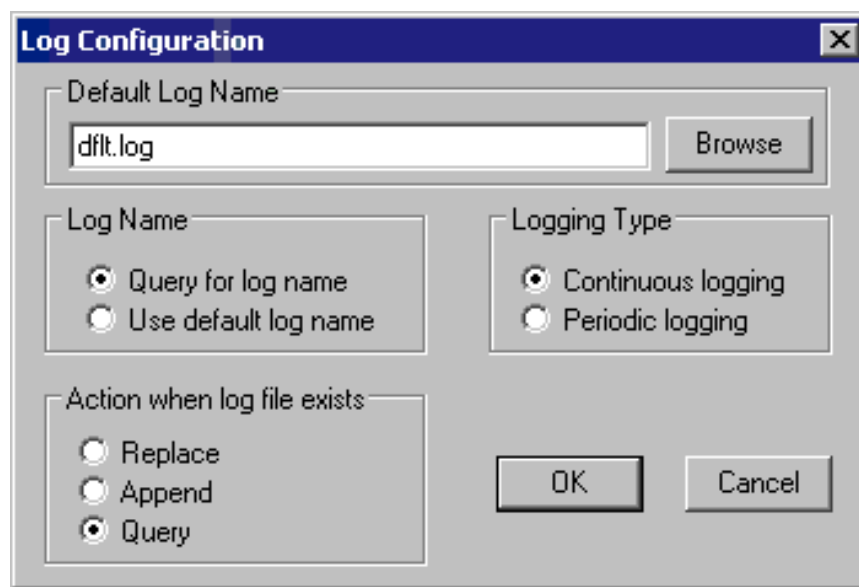 Log Configuration
Default Log Name
dflt.log
Browse
Log Name
Query for log name
Use default log name
Logging Type
Continuous logging
Periodic logging
Action when log file exists
Replace
Append
Query
OK
Cancel